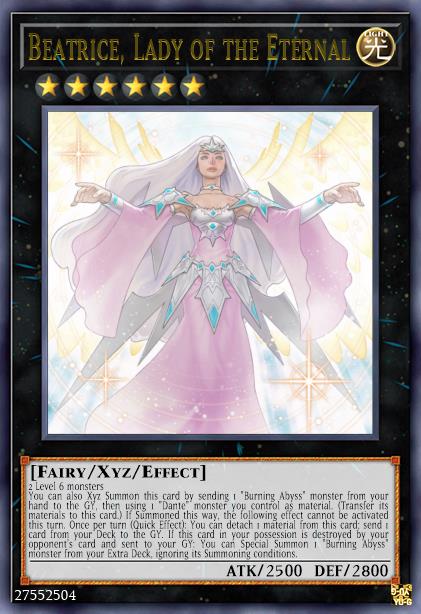 BEATRICE, LADY OF THE ETERNAL
LIGHT
光
[FAIRY/XYZ/EFFECT]
2 Level 6 monsters
You can also Xyz Summon this card by sending 1 "Burning Abyss" monster from your
hand to the GY, then using 1 "Dante" monster you control as material. (Transfer its
materials to this card.) If Summoned this way, the following effect cannot be activated
this turn. Once per turn (Quick Effect): You can detach 1 material from this card; send 1
card from your Deck to the GY. If this card in your possession is destroyed by your
opponent's card and sent to your GY: You can Special Summon 1 "Burning Abyss"
monster from your Extra Deck, ignoring its Summoning conditions.
ATK/2500 DEF/2800
27552504